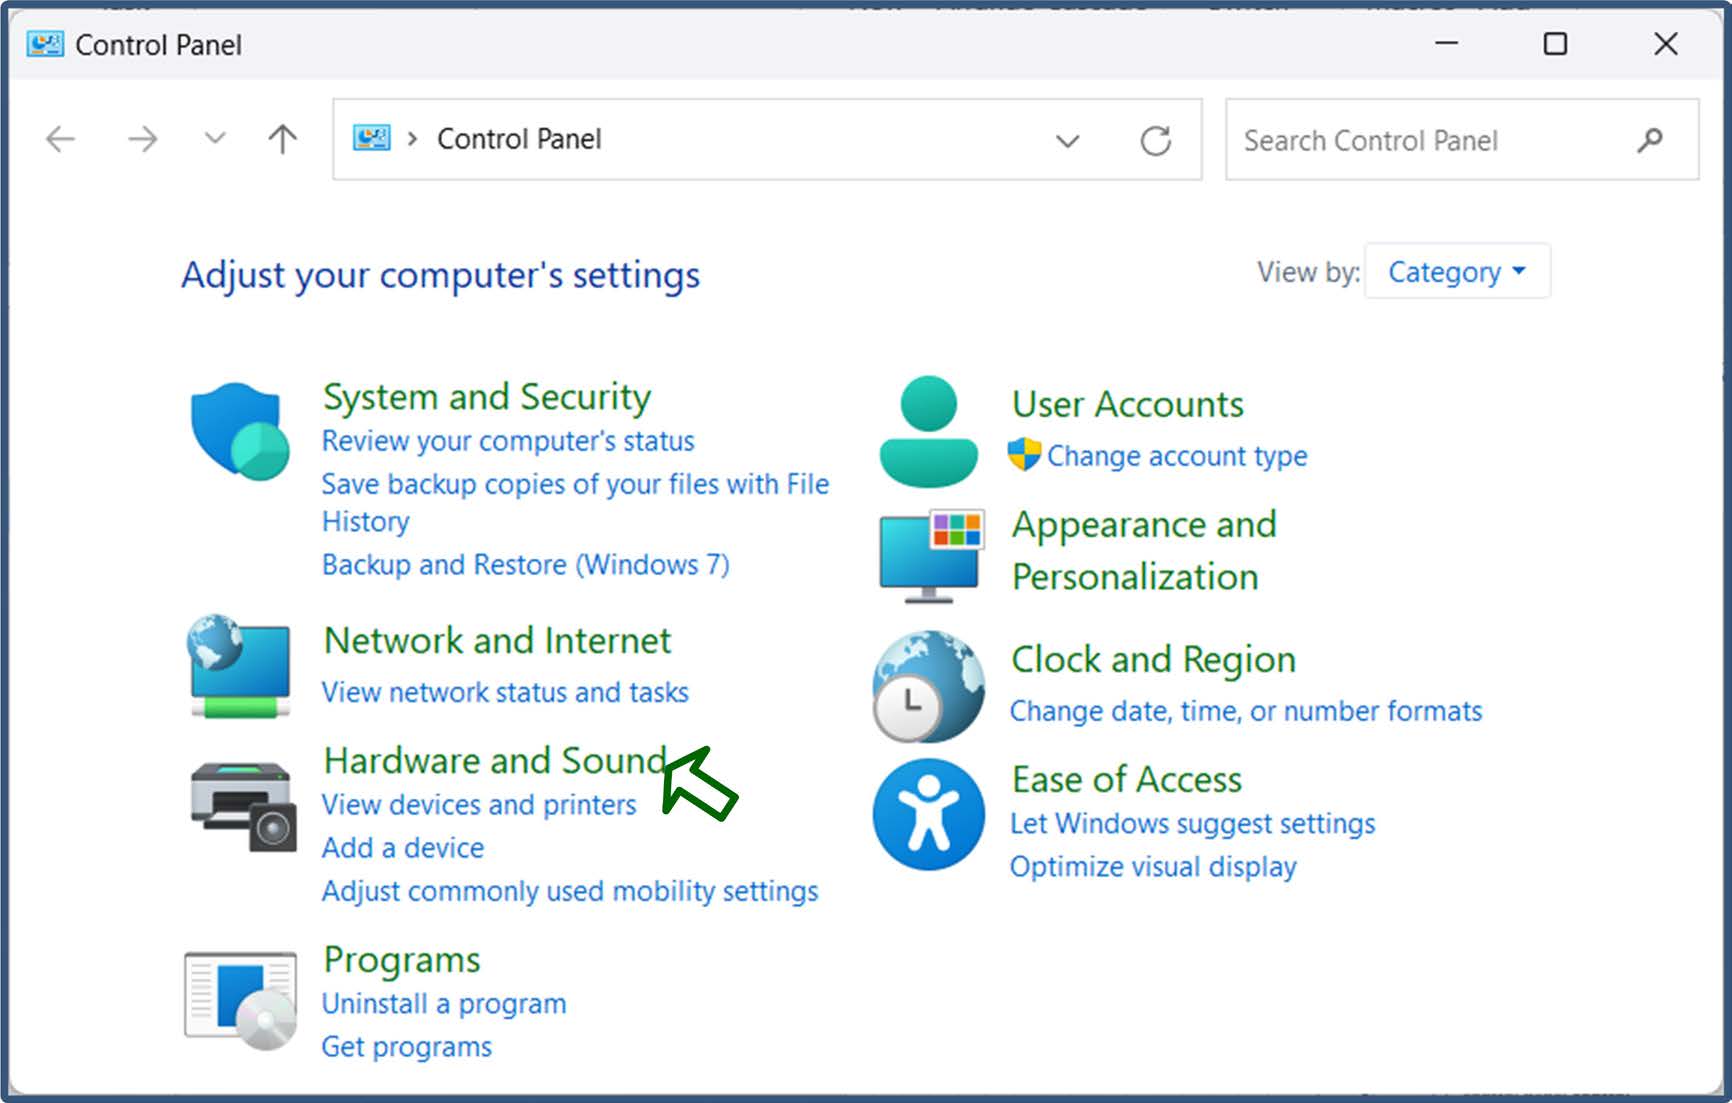 Control Panel
Control Panel
Search Control Panel
Adjust your computer's settings
View by: Category
System and Security
Review your computer's status
Save backup copies of your files with File
History
Backup and Restore (Windows 7)
Network and Internet
View network status and tasks
Hardware and Sound
View devices and printers
Add a device
Adjust commonly used mobility settings
Programs
Uninstall a program
Get programs
User Accounts
Change account type
Appearance and
Personalization
Clock and Region
Change date, time, or number formats
Ease of Access
Let Windows suggest settings
Optimize visual display